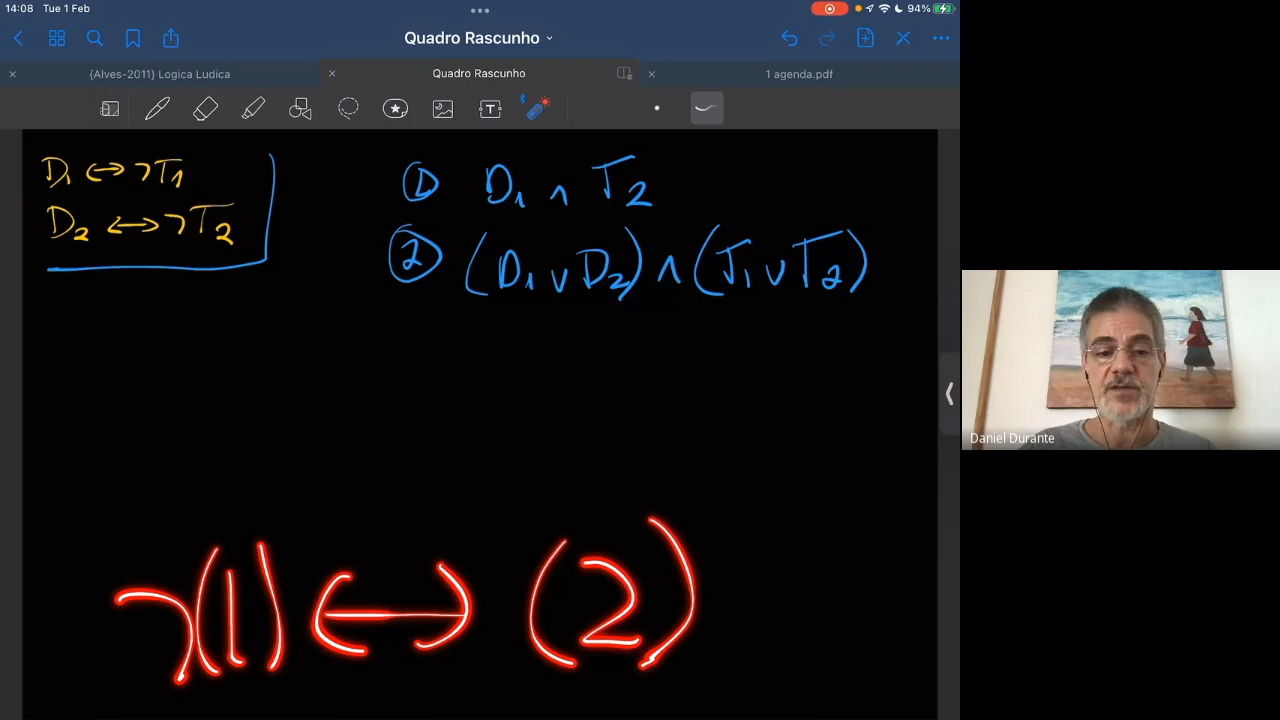 14:08 Tue 1 Feb 94%
Quadro Rascunho
{Alves-2011} Logica Ludica Quadro Rascunho 1 agenda.pdf
D₁ ↔ ¬T₁
D₂ ↔ ¬T₂
① D₁ ∧ T₂
② (D₁ ∨ D₂) ∧ (T₁ ∨ T₂)
¬(1) ↔ (2)
Daniel Durante